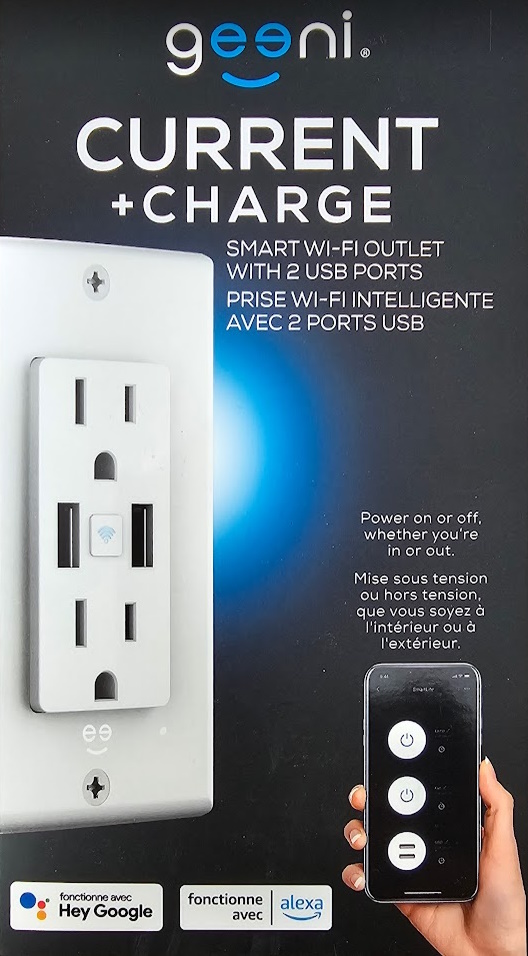 geeni®
CURRENT
+CHARGE
SMART WI-FI OUTLET
WITH 2 USB PORTS
PRISE WI-FI INTELLIGENTE
AVEC 2 PORTS USB
Power on or off,
whether you're
in or out.
Mise sous tension
ou hors tension,
que vous soyez à
l'intérieur ou à
l'extérieur.
SmartLife
fonctionne avec
Hey Google
fonctionne
avec
alexa